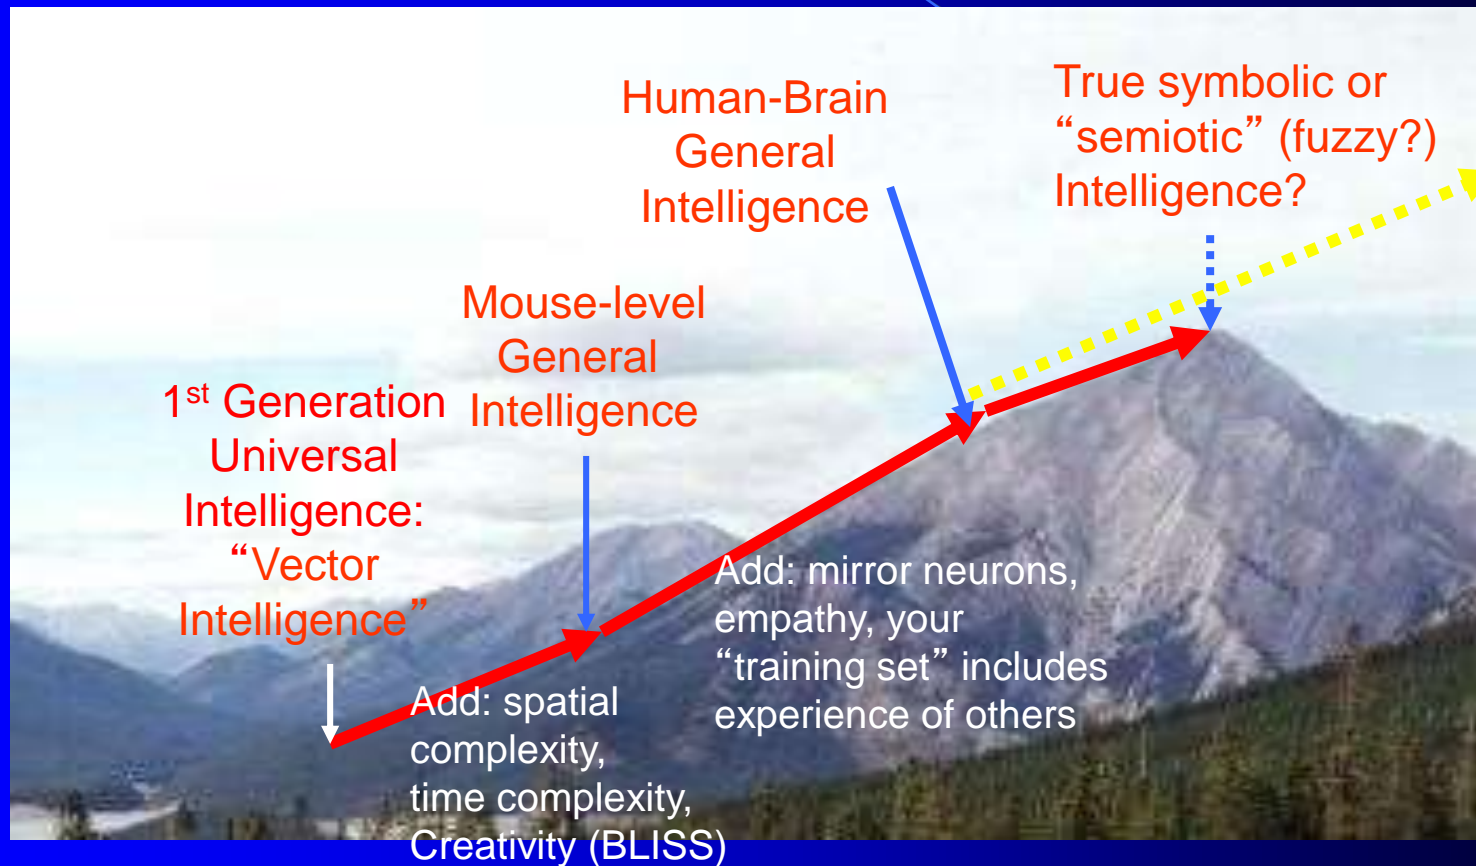 Human-Brain
General
Intelligence
True symbolic or
“semiotic” (fuzzy?)
Intelligence?
Mouse-level
General
Intelligence
1st Generation
Universal
Intelligence:
“Vector
Intelligence”
Add: mirror neurons,
empathy, your
“training set” includes
experience of others
Add: spatial
complexity,
time complexity,
Creativity (BLISS)